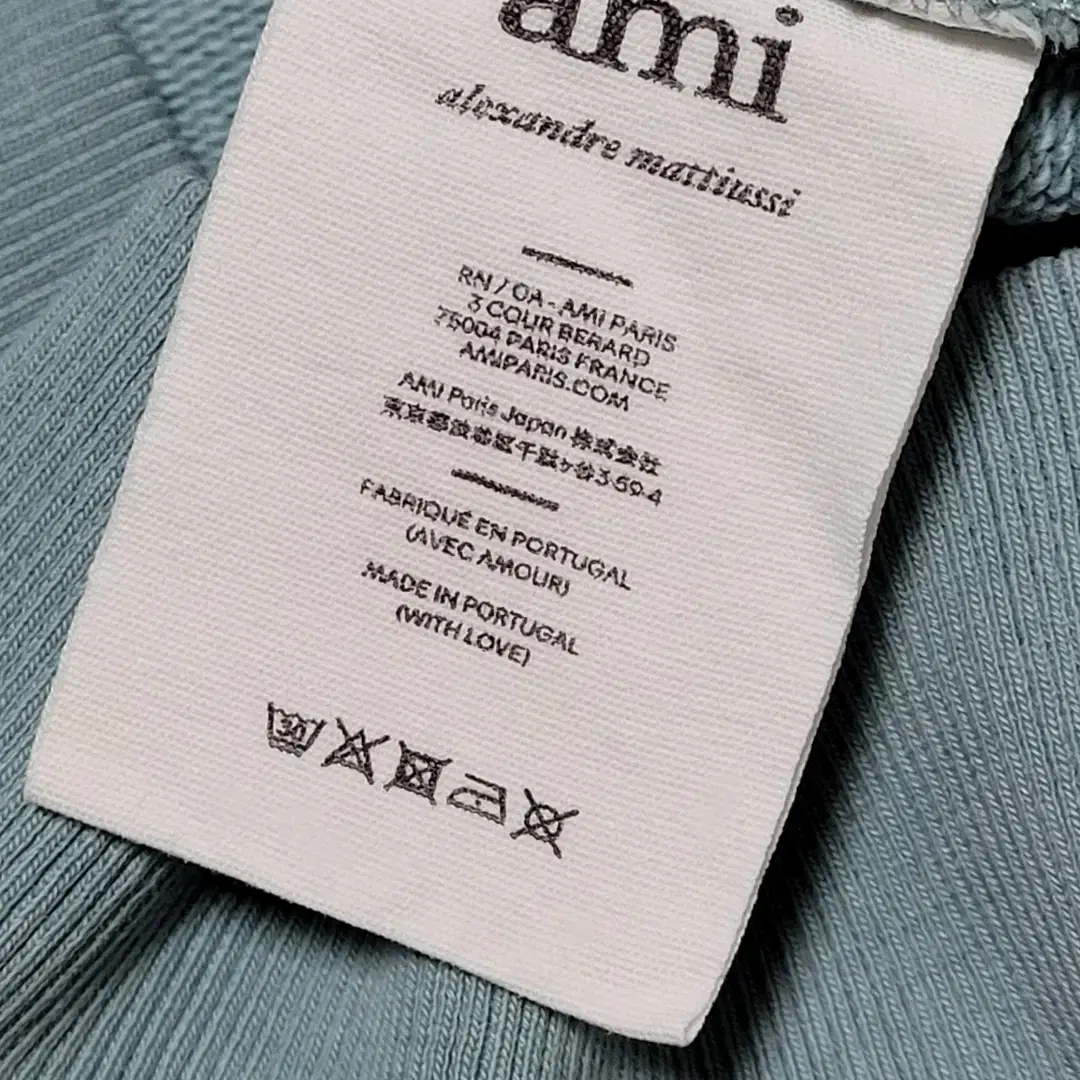 ami
alexandre mattiussi
RN / CA - AMI PARIS
3 COUR BERARD
75004 PARIS FRANCE
AMIPARIS.COM
AMI Paris Japan 株式会社
東京都渋谷区千駄ヶ谷3-59-4
FABRIQUÉ EN PORTUGAL
(AVEC AMOUR)
MADE IN PORTUGAL
(WITH LOVE)
30